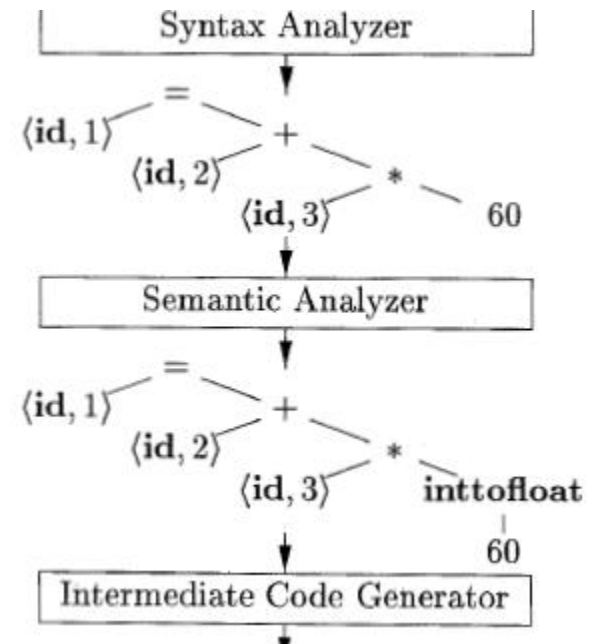 Syntax Analyzer
=
⟨id, 1⟩
+
⟨id, 2⟩
*
⟨id, 3⟩
60
Semantic Analyzer
=
⟨id, 1⟩
+
⟨id, 2⟩
*
⟨id, 3⟩
inttofloat
60
Intermediate Code Generator